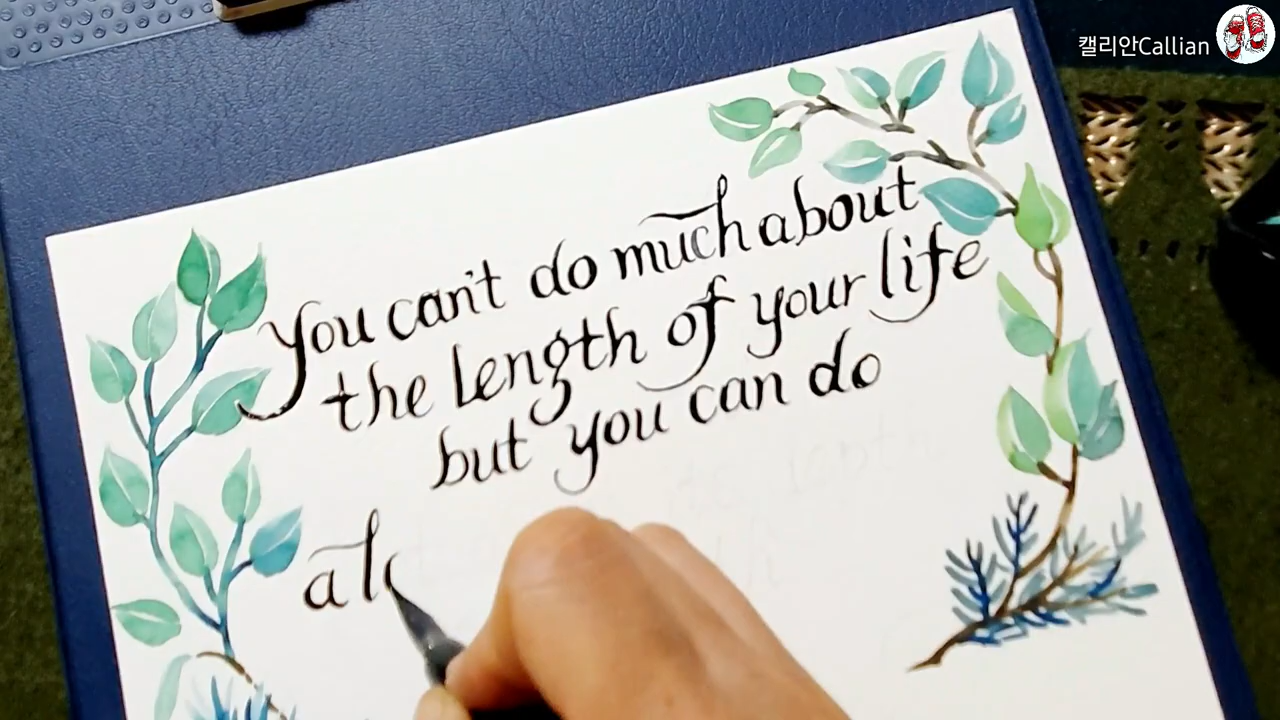 캘리안Callian
You can't do much about
the length of your life
but you can do
alo